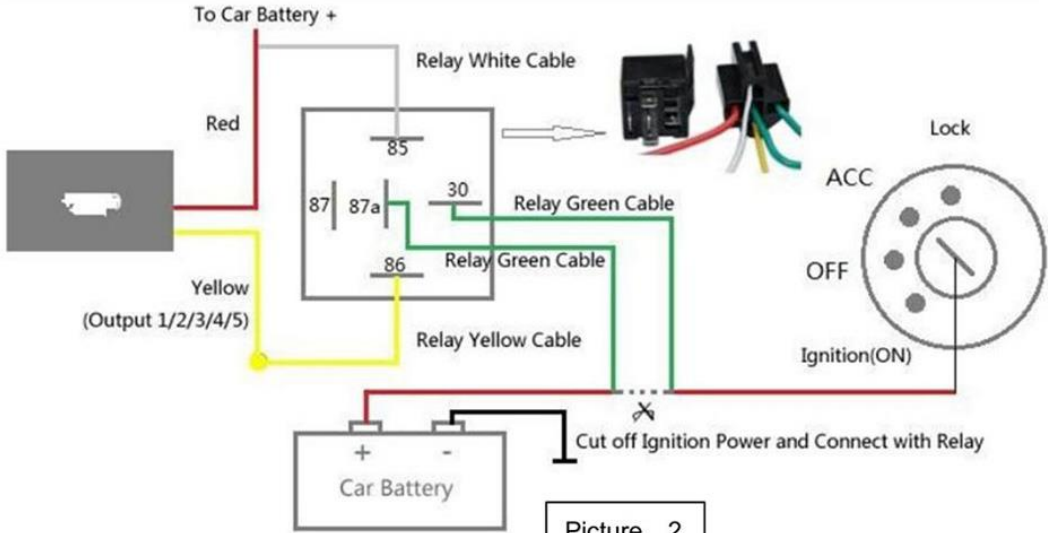 To Car Battery +
Relay White Cable
Red
85
Lock
ACC
87
87a
30
Relay Green Cable
Relay Green Cable
OFF
86
Yellow
(Output 1/2/3/4/5)
Relay Yellow Cable
Ignition(ON)
Cut off Ignition Power and Connect with Relay
+
-
Car Battery
Picture 2